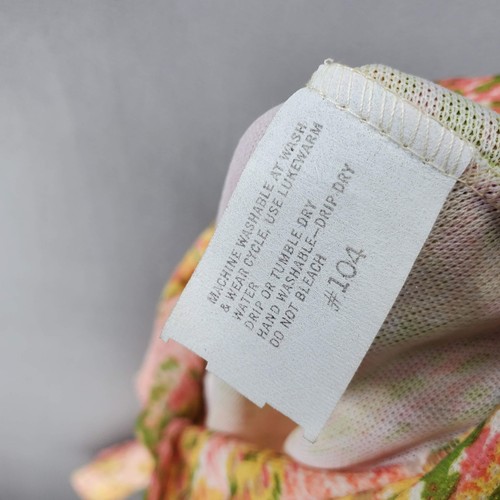 MACHINE WASHABLE AT WASH
& WEAR CYCLE, USE LUKEWARM
WATER
DRIP OR TUMBLE DRY
HAND WASHABLE—DRIP DRY
DO NOT BLEACH
#104